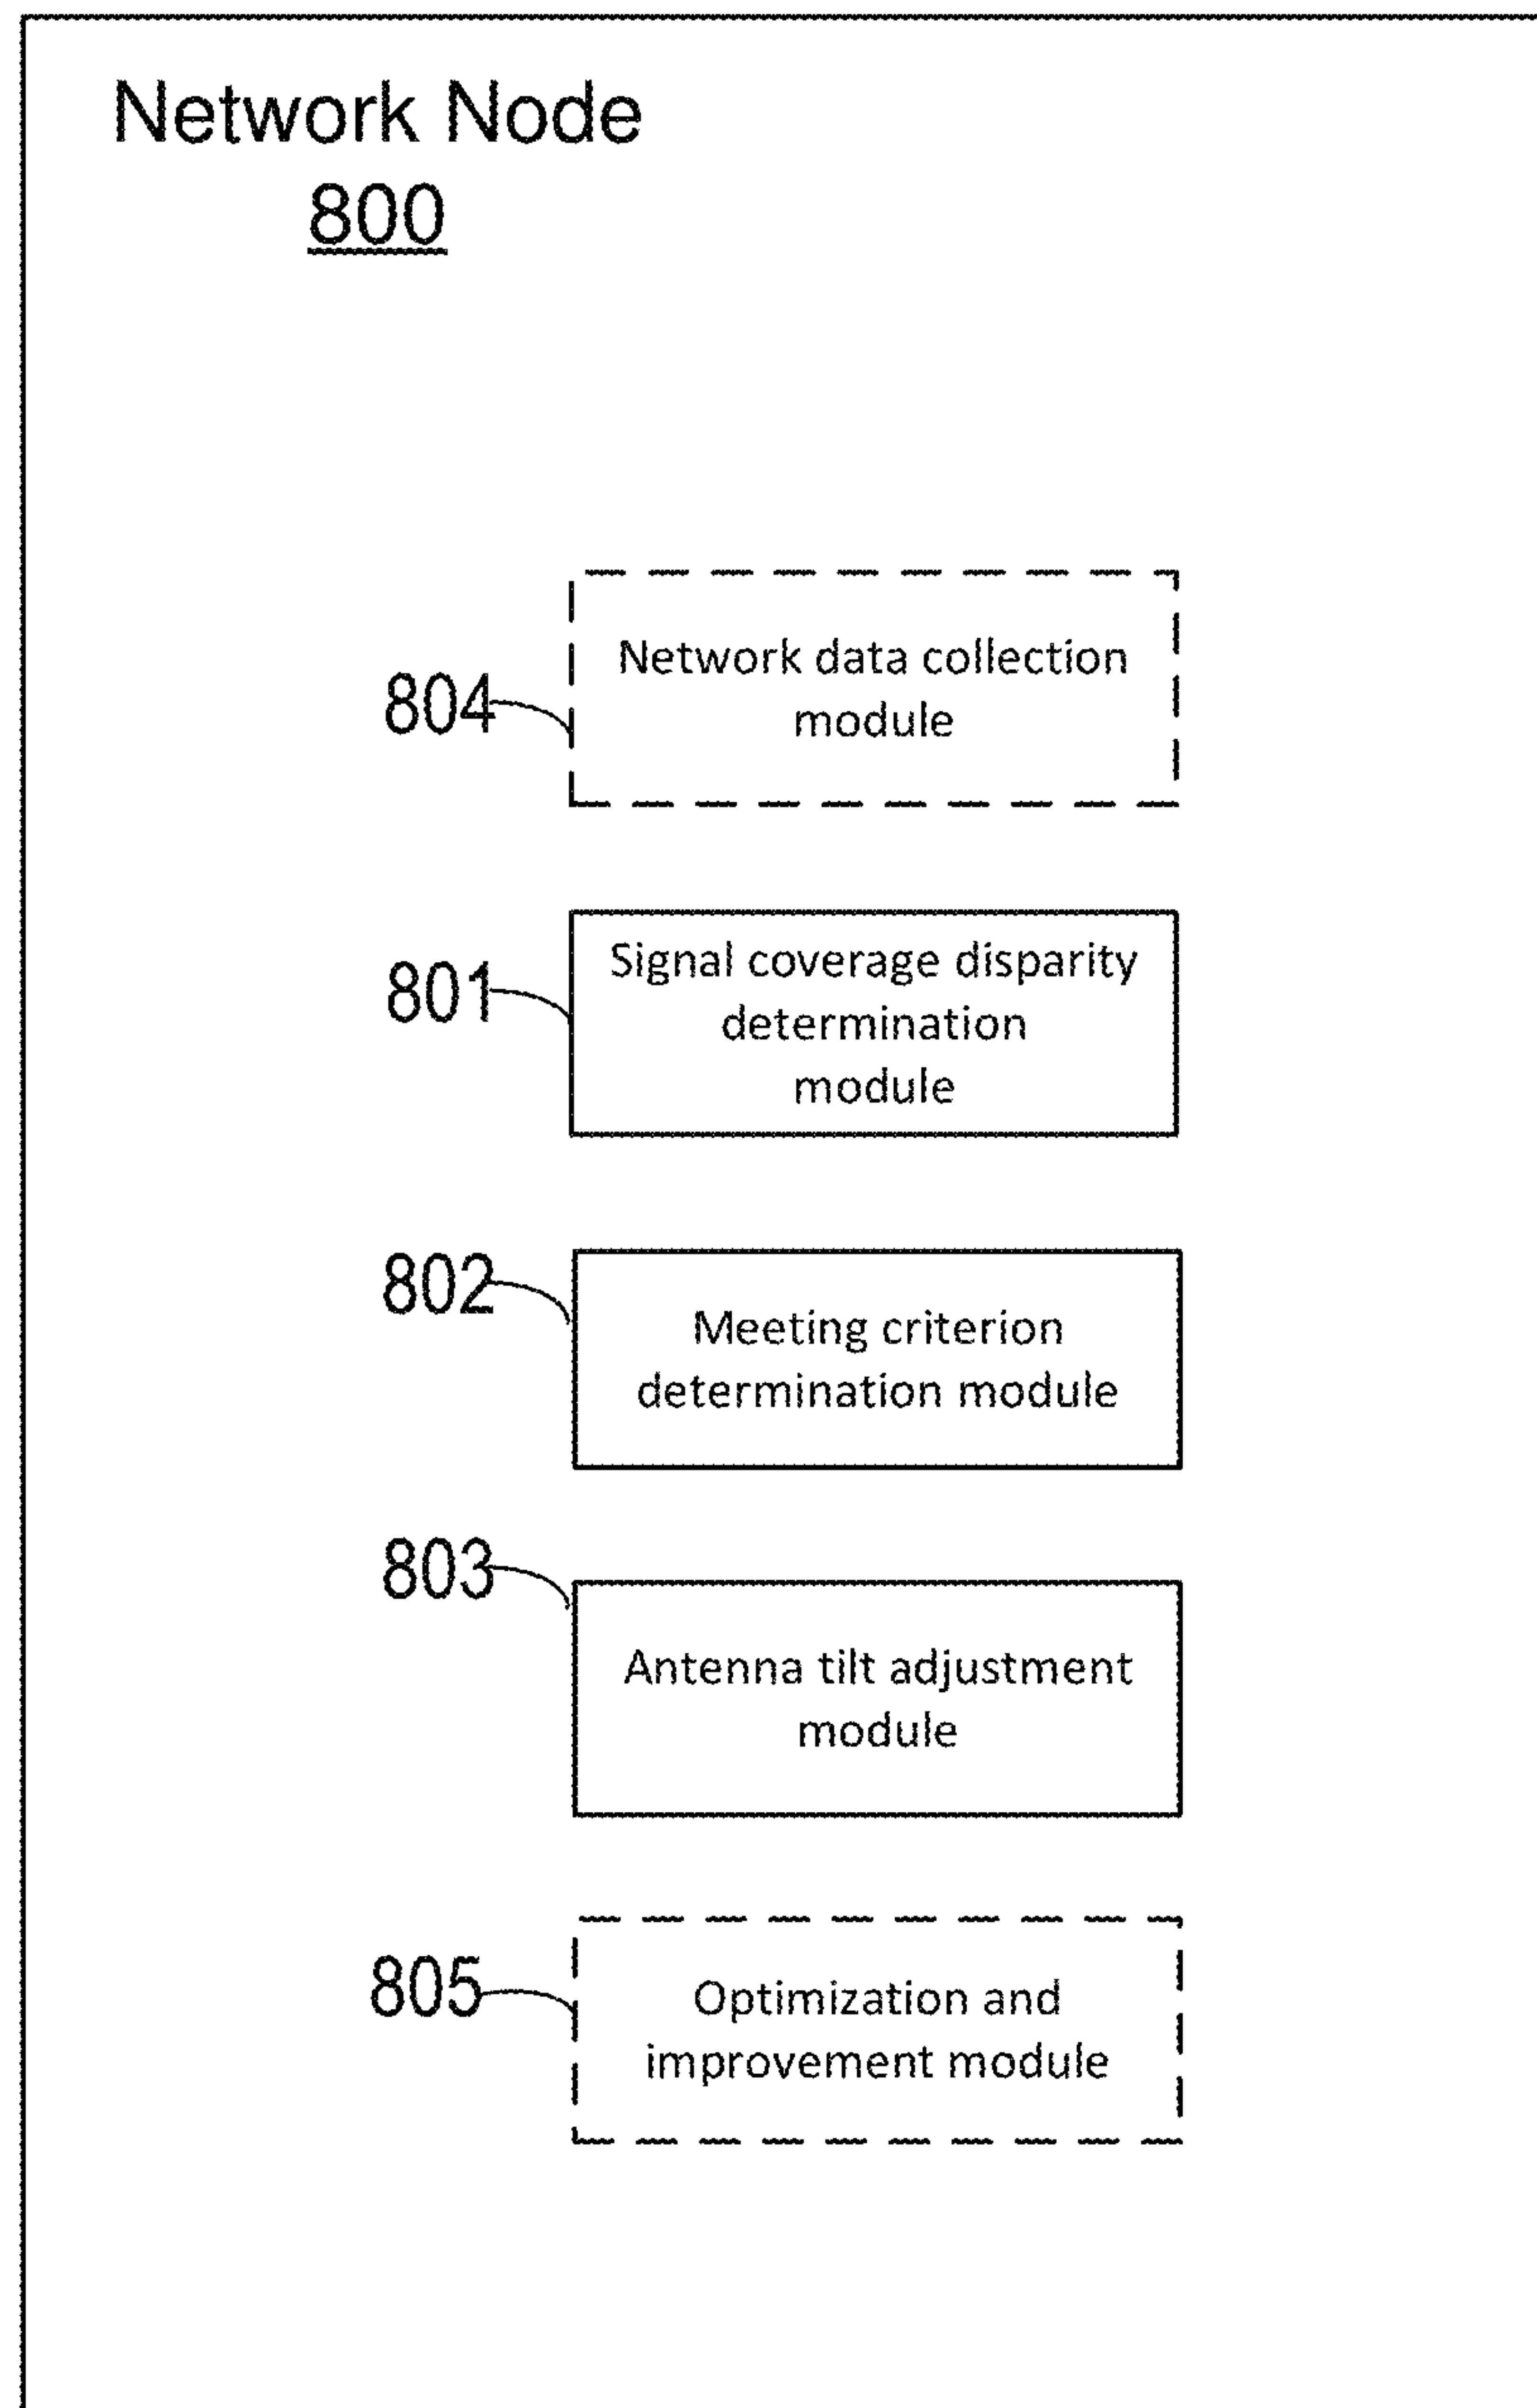 Network Node
800
804
Network data collection
module
801
Signal coverage disparity
determination
module
802
Meeting criterion
determination module
803
Antenna tilt adjustment
module
805
Optimization and
improvement module